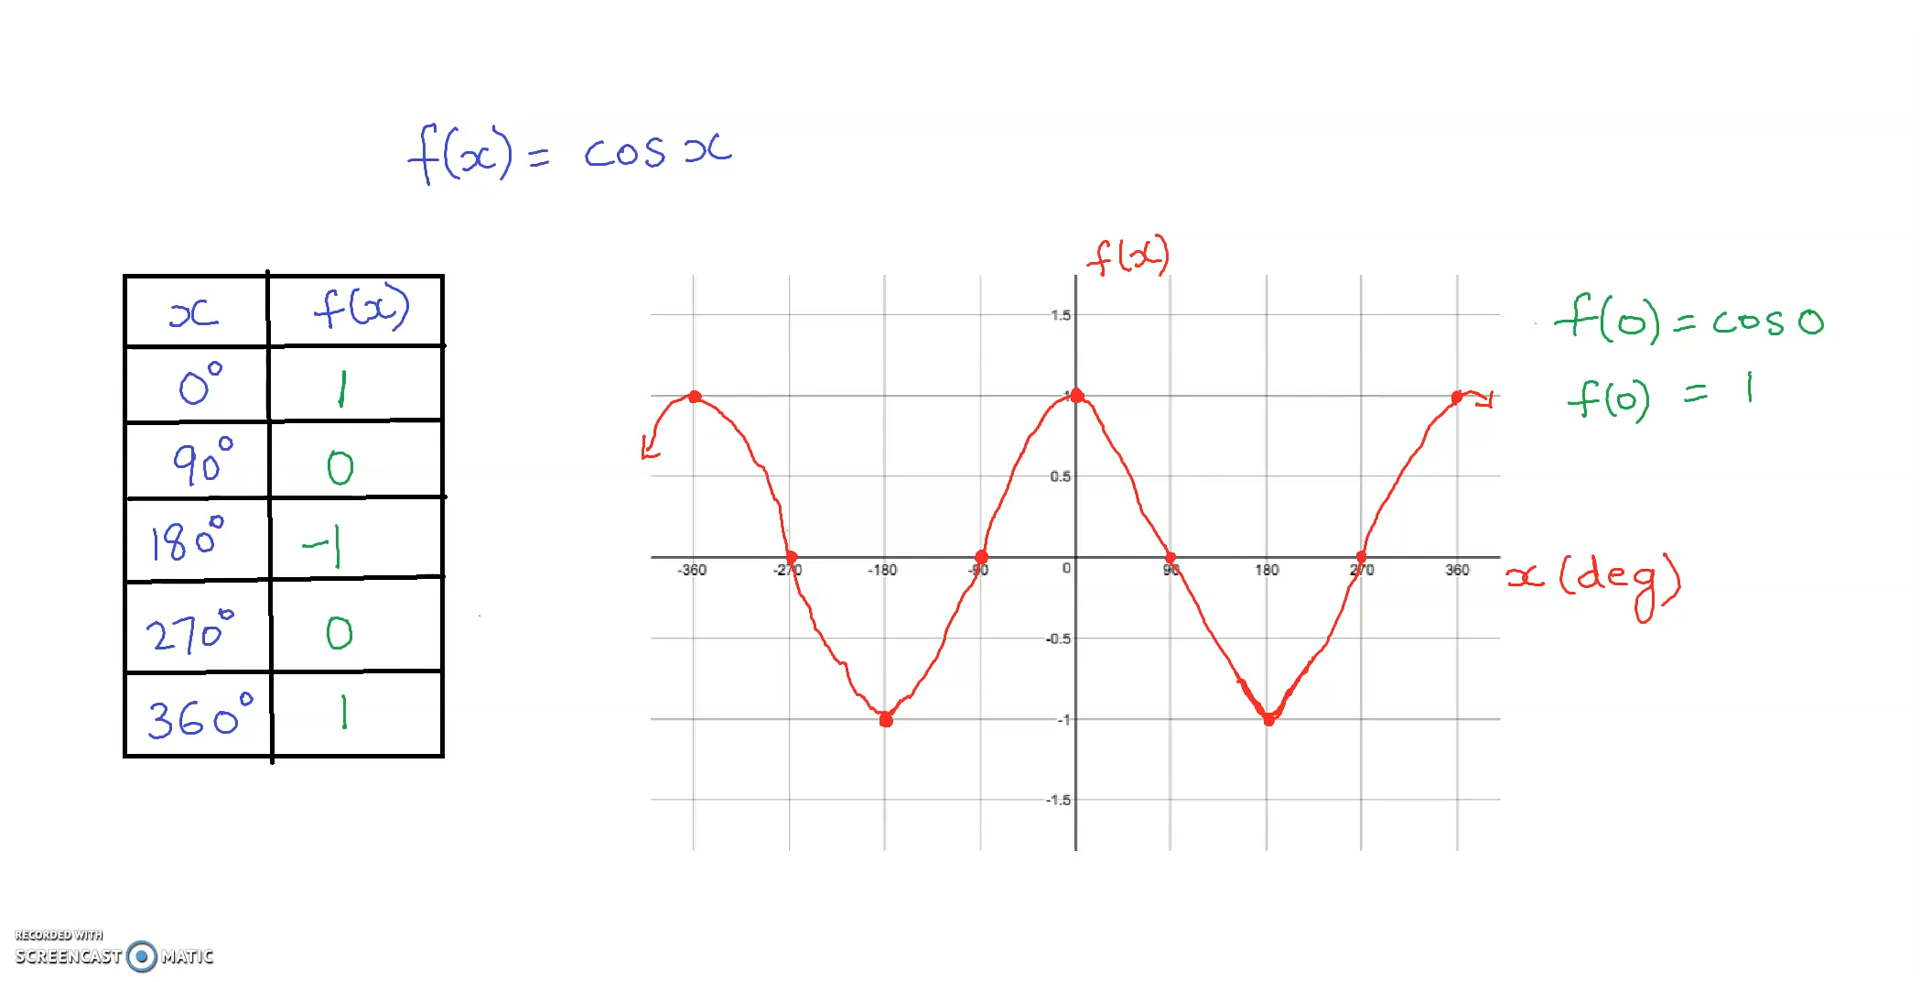 f(x) = cos x
x f(x)
0° 1
90° 0
180° -1
270° 0
360° 1
f(x)
1.5
1
0.5
0
-0.5
-1
-1.5
-360 -270 -180 -90 90 180 270 360
x (deg)
f(0) = cos 0
f(0) = 1
RECORDED WITH
SCREENCAST MATIC